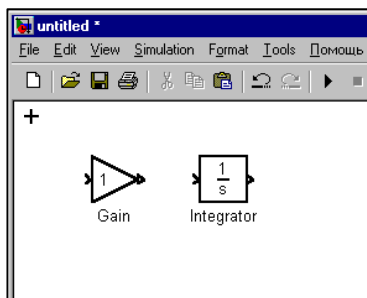 untitled *
File Edit View Simulation Format Tools Помощь
1
1
s
Gain Integrator